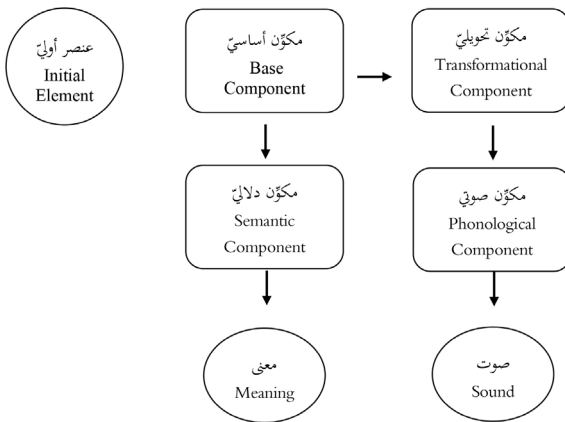 عنصر أوليّ
Initial
Element
مكوِّن أساسيّ
Base
Component
مكوِّن تحويليّ
Transformational
Component
مكوِّن دلاليّ
Semantic
Component
مكوِّن صوتي
Phonological
Component
معنى
Meaning
صوت
Sound